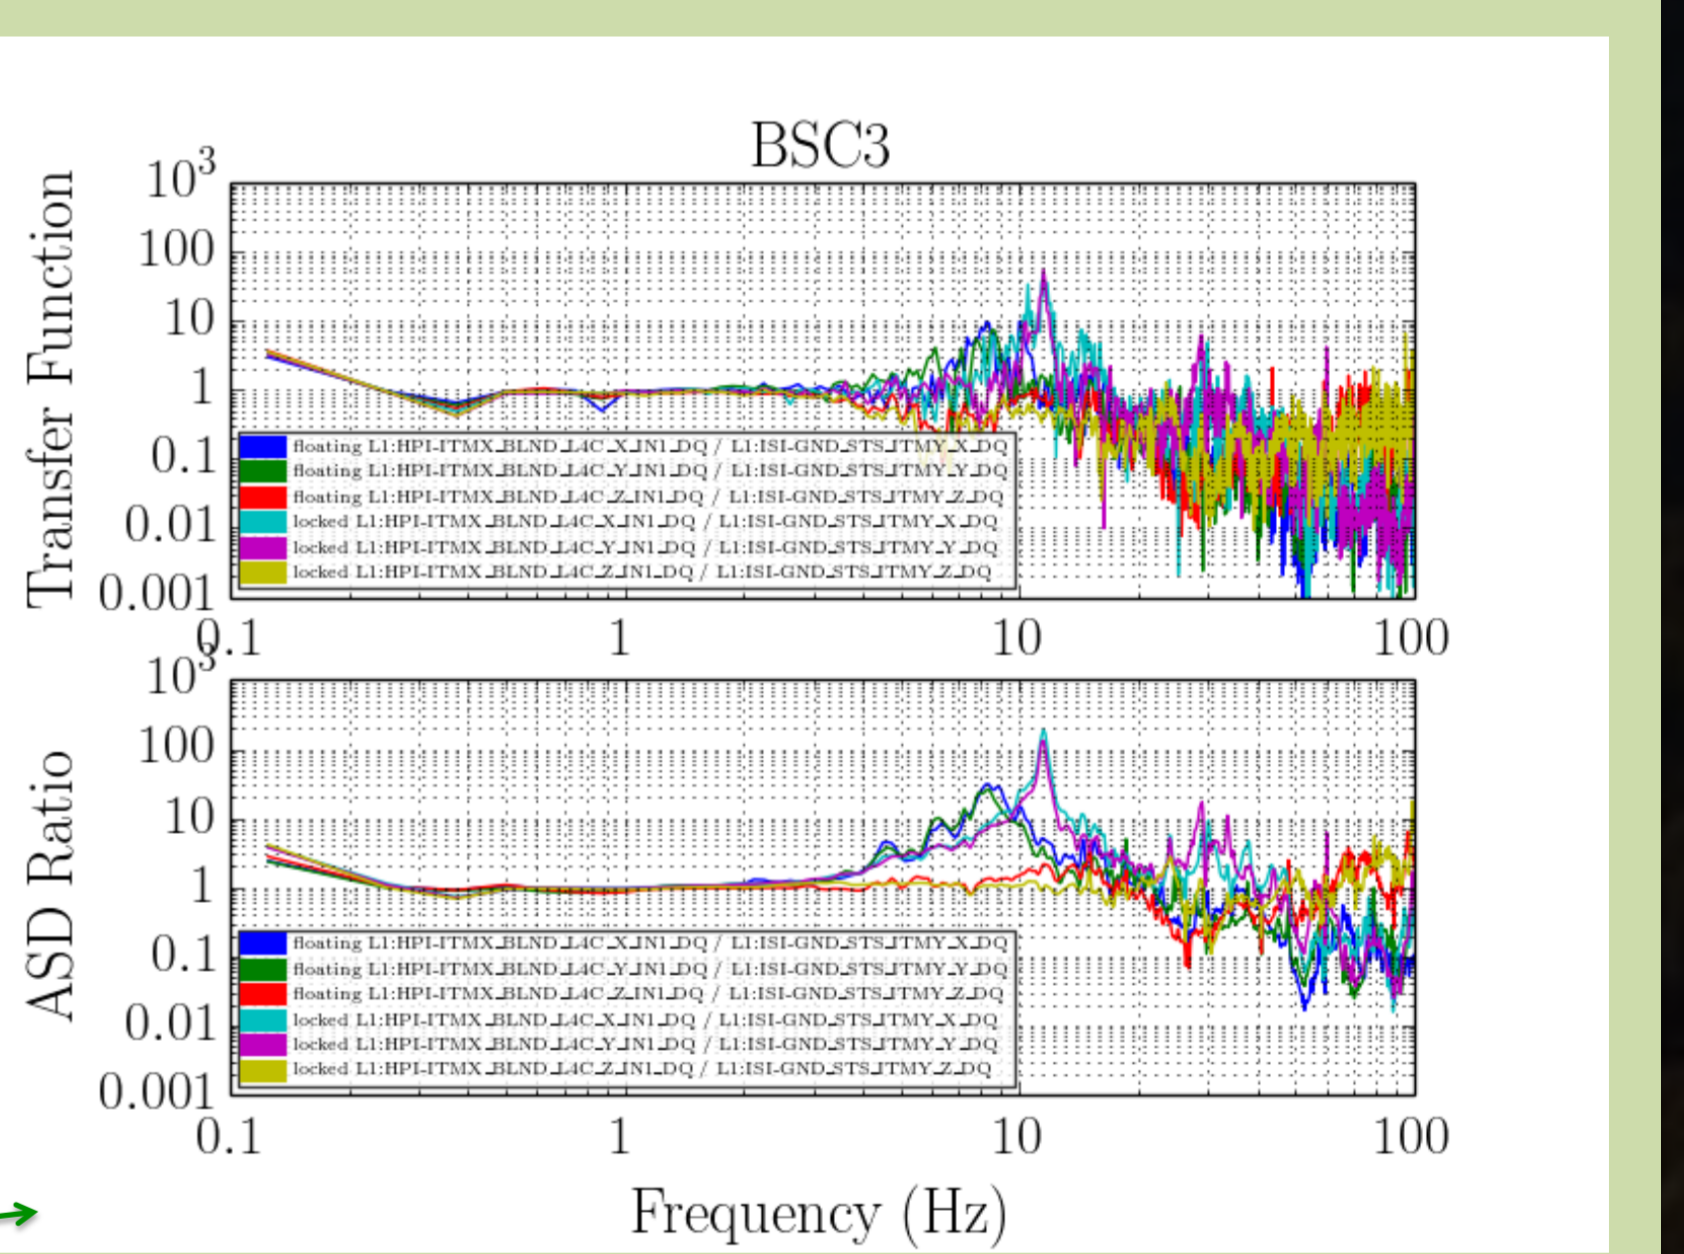 BSC3
Transfer Function
10³
100
10
1
0.1
0.01
0.001
floating L1:HPI-ITMX_BLND_L4C_X_IN1_DQ / L1:ISI-GND_STS_ITMY_X_DQ
floating L1:HPI-ITMX_BLND_L4C_Y_IN1_DQ / L1:ISI-GND_STS_ITMY_Y_DQ
floating L1:HPI-ITMX_BLND_L4C_Z_IN1_DQ / L1:ISI-GND_STS_ITMY_Z_DQ
locked L1:HPI-ITMX_BLND_L4C_X_IN1_DQ / L1:ISI-GND_STS_ITMY_X_DQ
locked L1:HPI-ITMX_BLND_L4C_Y_IN1_DQ / L1:ISI-GND_STS_ITMY_Y_DQ
locked L1:HPI-ITMX_BLND_L4C_Z_IN1_DQ / L1:ISI-GND_STS_ITMY_Z_DQ
0.1 1 10 100
ASD Ratio
10³
100
10
1
0.1
0.01
0.001
floating L1:HPI-ITMX_BLND_L4C_X_IN1_DQ / L1:ISI-GND_STS_ITMY_X_DQ
floating L1:HPI-ITMX_BLND_L4C_Y_IN1_DQ / L1:ISI-GND_STS_ITMY_Y_DQ
floating L1:HPI-ITMX_BLND_L4C_Z_IN1_DQ / L1:ISI-GND_STS_ITMY_Z_DQ
locked L1:HPI-ITMX_BLND_L4C_X_IN1_DQ / L1:ISI-GND_STS_ITMY_X_DQ
locked L1:HPI-ITMX_BLND_L4C_Y_IN1_DQ / L1:ISI-GND_STS_ITMY_Y_DQ
locked L1:HPI-ITMX_BLND_L4C_Z_IN1_DQ / L1:ISI-GND_STS_ITMY_Z_DQ
0.1 1 10 100
Frequency (Hz)